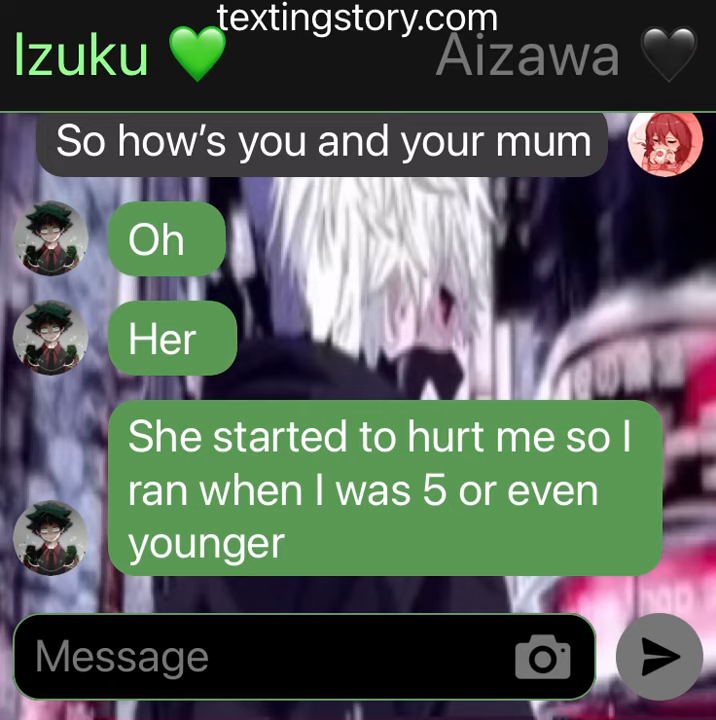 textingstory.com
Izuku 💚 Aizawa 🖤
So how's you and your mum
Oh
Her
She started to hurt me so I
ran when I was 5 or even
younger
Message